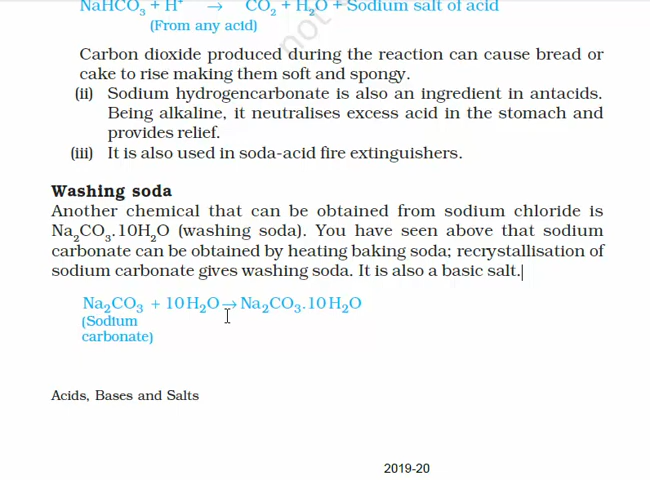 NaHCO₃ + H⁺ → CO₂ + H₂O + Sodium salt of acid
(From any acid)
Carbon dioxide produced during the reaction can cause bread or
cake to rise making them soft and spongy.
(ii) Sodium hydrogencarbonate is also an ingredient in antacids.
Being alkaline, it neutralises excess acid in the stomach and
provides relief.
(iii) It is also used in soda-acid fire extinguishers.
Washing soda
Another chemical that can be obtained from sodium chloride is
Na₂CO₃.10H₂O (washing soda). You have seen above that sodium
carbonate can be obtained by heating baking soda; recrystallisation of
sodium carbonate gives washing soda. It is also a basic salt.
Na₂CO₃ + 10H₂O → Na₂CO₃.10H₂O
(Sodium
carbonate)
Acids, Bases and Salts
2019-20
not